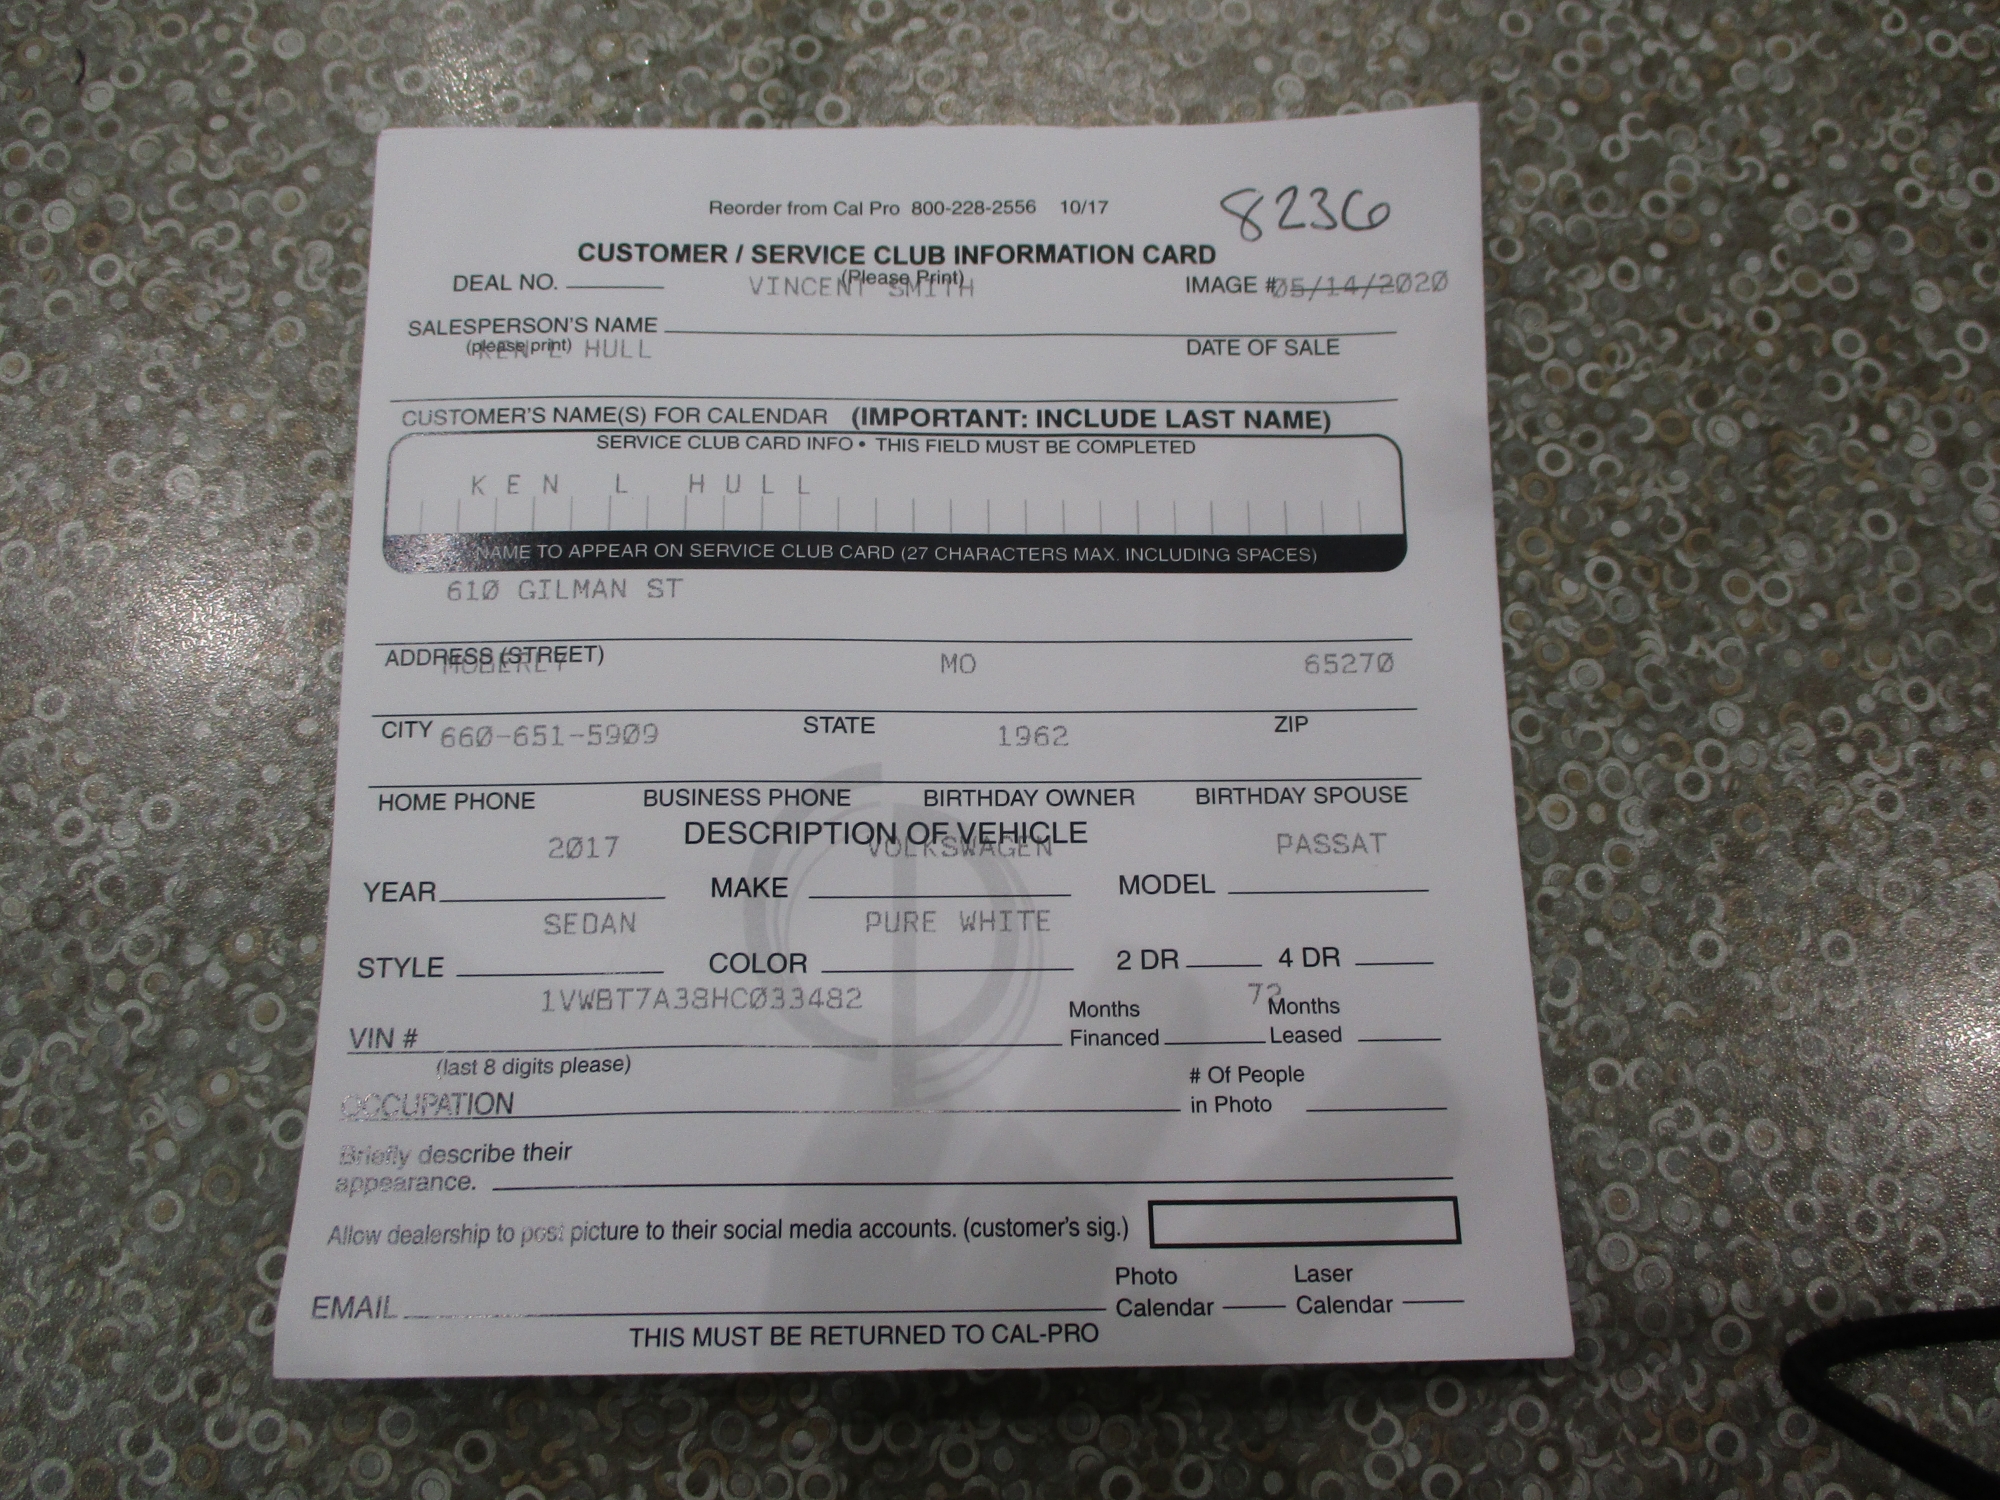 Reorder from Cal Pro 800-228-2556 10/17
8236
CUSTOMER / SERVICE CLUB INFORMATION CARD
(Please Print)
DEAL NO. VINCENT SMITH IMAGE # 05/14/2020
SALESPERSON'S NAME
(please print) KEN L HULL DATE OF SALE
CUSTOMER'S NAME(S) FOR CALENDAR (IMPORTANT: INCLUDE LAST NAME)
SERVICE CLUB CARD INFO • THIS FIELD MUST BE COMPLETED
KEN L HULL
NAME TO APPEAR ON SERVICE CLUB CARD (27 CHARACTERS MAX. INCLUDING SPACES)
610 GILMAN ST
ADDRESS (STREET)
MOBERLY MO 65270
CITY STATE ZIP
660-651-5909 1962
HOME PHONE BUSINESS PHONE BIRTHDAY OWNER BIRTHDAY SPOUSE
DESCRIPTION OF VEHICLE
2017 VOLKSWAGEN PASSAT
YEAR MAKE MODEL
SEDAN PURE WHITE
STYLE COLOR 2 DR 4 DR
1VWBT7A38HC033482 72
VIN # Months Financed Months Leased
(last 8 digits please)
OCCUPATION # Of People in Photo
Briefly describe their
appearance.
Allow dealership to post picture to their social media accounts. (customer's sig.)
EMAIL Photo Calendar Laser Calendar
THIS MUST BE RETURNED TO CAL-PRO